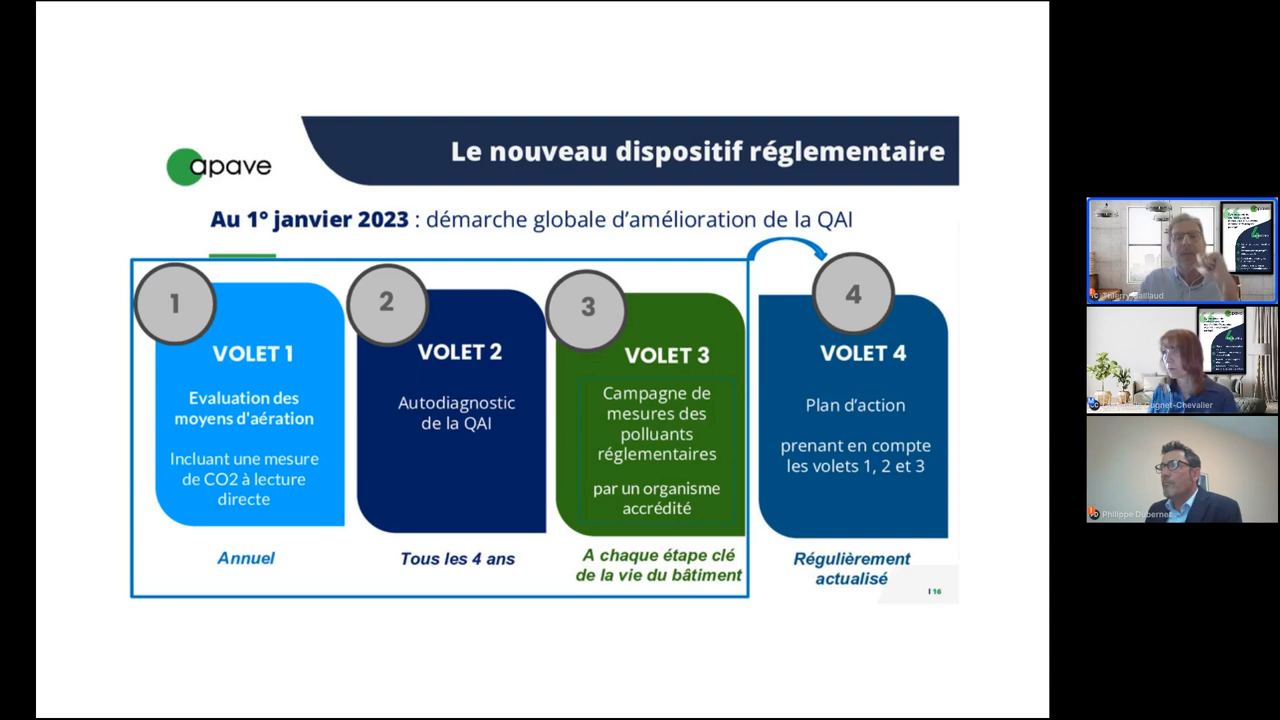 apave
Le nouveau dispositif réglementaire
Au 1° janvier 2023 : démarche globale d'amélioration de la QAI
1
VOLET 1
Evaluation des
moyens d'aération
Incluant une mesure
de CO2 à lecture
directe
Annuel
2
VOLET 2
Autodiagnostic
de la QAI
Tous les 4 ans
3
VOLET 3
Campagne de
mesures des
polluants
réglementaires
par un organisme
accrédité
A chaque étape clé
de la vie du bâtiment
4
VOLET 4
Plan d'action
prenant en compte
les volets 1, 2 et 3
Régulièrement
actualisé
I 16
apave
Philippe